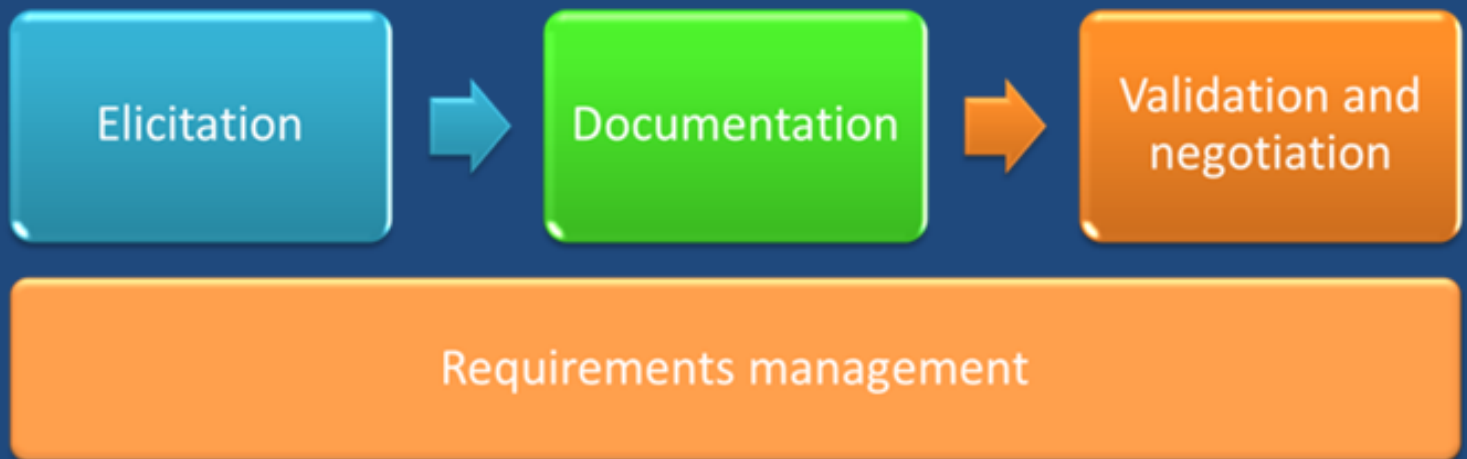 Elicitation
Documentation
Validation and
negotiation
Requirements management